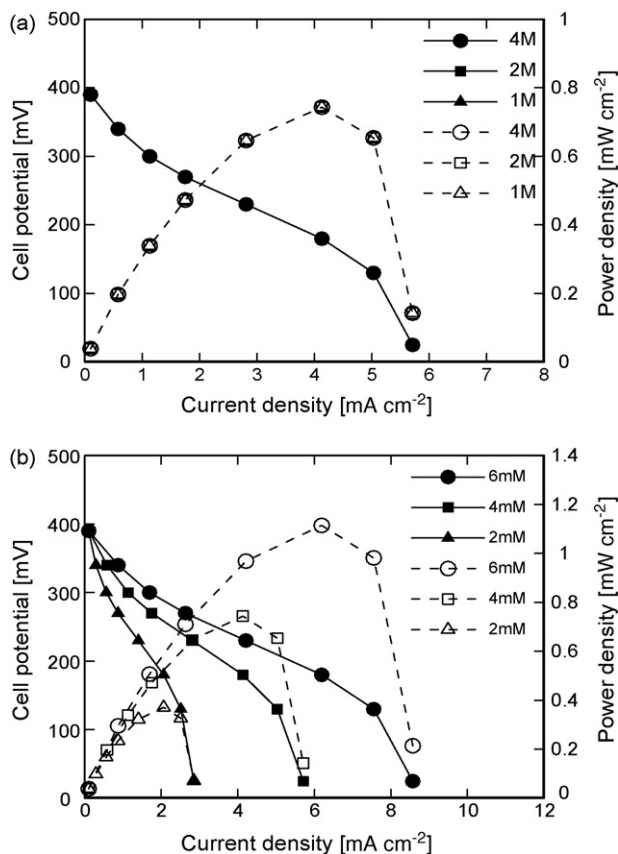 (a)
500
400
300
200
100
0
Cell potential [mV]
0 1 2 3 4 5 6 7 8
Current density [mA cm⁻²]
1
0.8
0.6
0.4
0.2
0
Power density [mW cm⁻²]
4M
2M
1M
4M
2M
1M
(b)
500
400
300
200
100
0
Cell potential [mV]
0 2 4 6 8 10 12
Current density [mA cm⁻²]
1.4
1.2
1
0.8
0.6
0.4
0.2
0
Power density [mW cm⁻²]
6mM
4mM
2mM
6mM
4mM
2mM